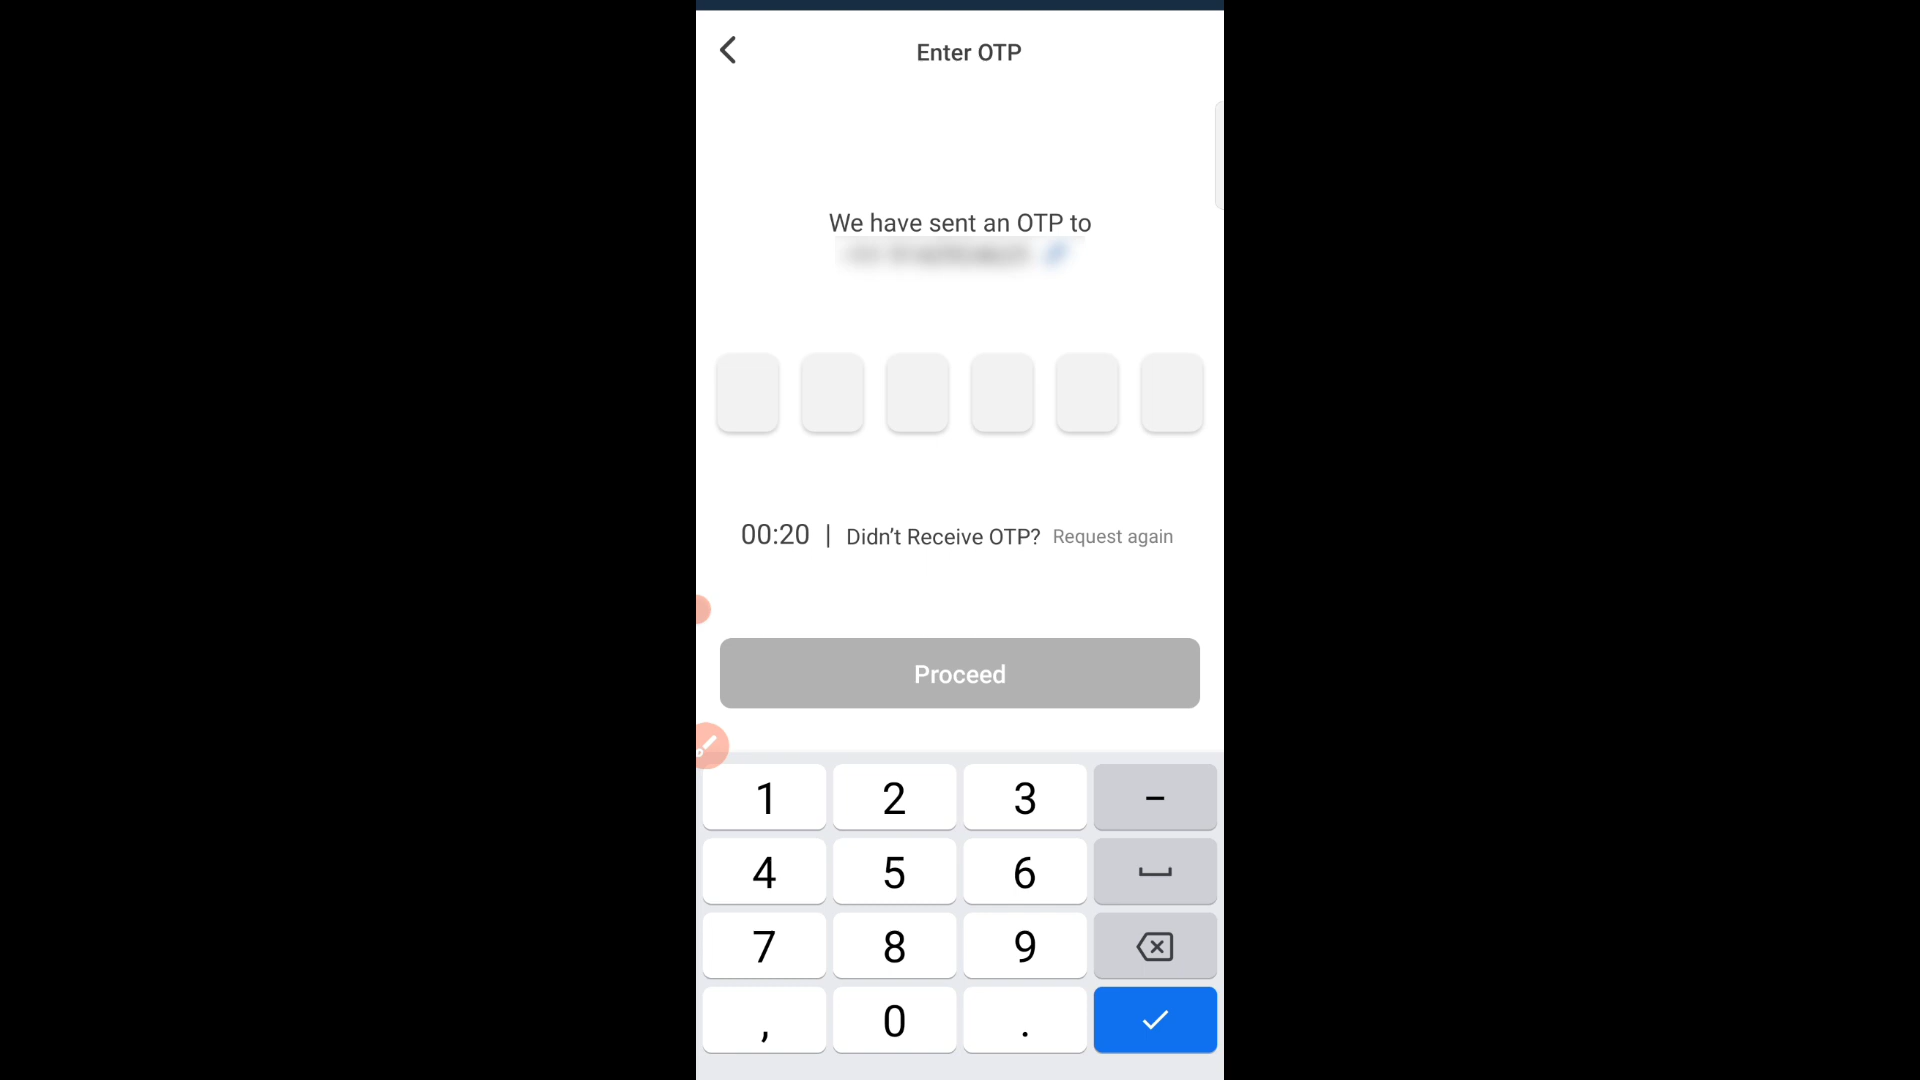 Enter OTP
We have sent an OTP to
00:20 | Didn’t Receive OTP? Request again
Proceed
1 2 3 –
4 5 6
7 8 9
, 0 .